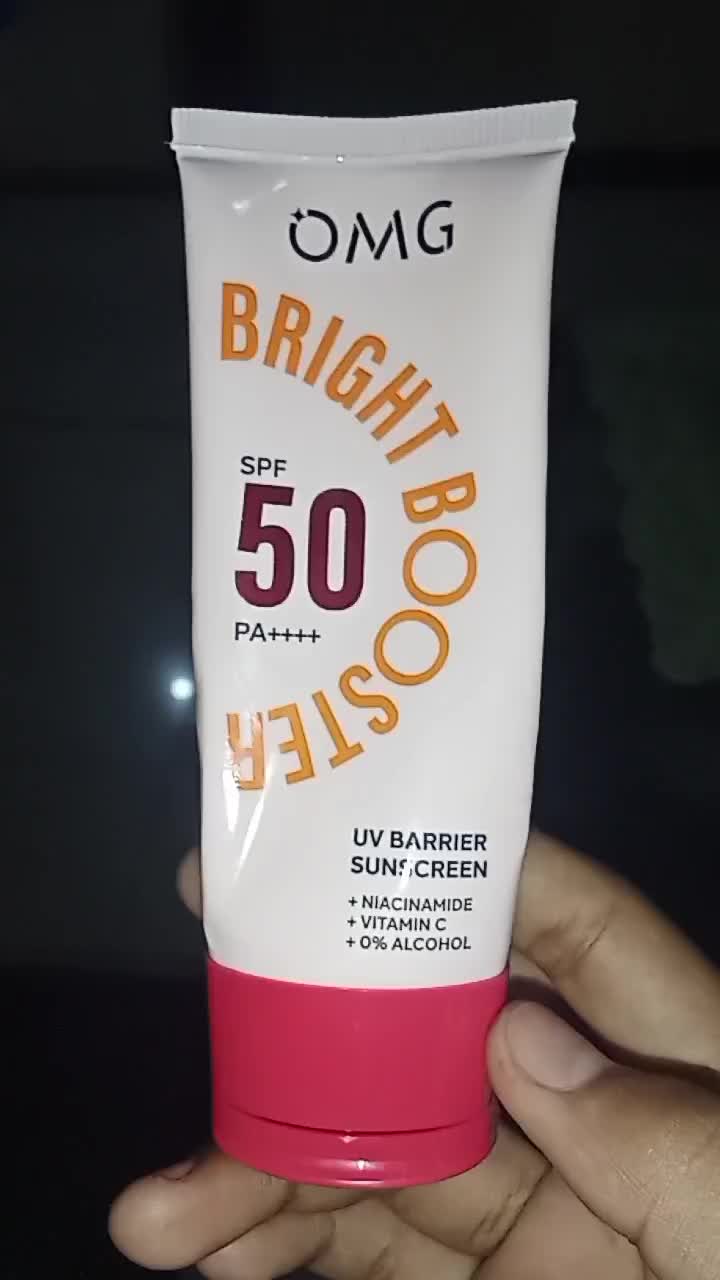 OMG
BRIGHT BOOSTER
SPF
50
PA++++
UV BARRIER
SUNSCREEN
+ NIACINAMIDE
+ VITAMIN C
+ 0% ALCOHOL